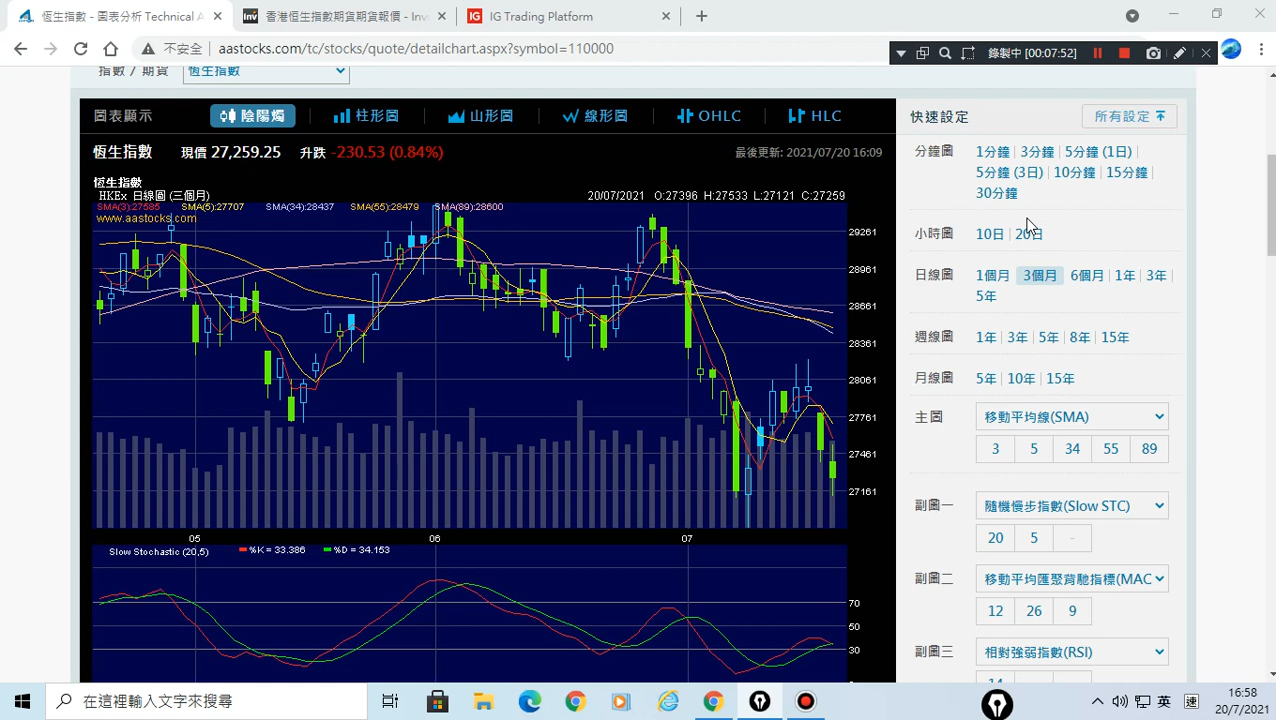 恆生指數 - 圖表分析 Technical A
香港恒生指數期貨期貨報價 - Inve
IG Trading Platform
不安全
aastocks.com/tc/stocks/quote/detailchart.aspx?symbol=110000
錄製中 [00:07:52]
指數 / 期貨
恆生指數
圖表顯示
陰陽燭
柱形圖
山形圖
線形圖
OHLC
HLC
快速設定
所有設定
恆生指數 現價 27,259.25 升跌 -230.53 (0.84%)
最後更新: 2021/07/20 16:09
恆生指數
HKEx 日線圖 (三個月)
20/07/2021 O:27396 H:27533 L:27121 C:27259
SMA(3):27585 SMA(5):27707 SMA(34):28437 SMA(55):28479 SMA(89):28600
www.aastocks.com
29261
28961
28661
28361
28061
27761
27461
27161
05 06 07
Slow Stochastic (20,5) %K = 33.386 %D = 34.153
70
50
30
分鐘圖
1分鐘 | 3分鐘 | 5分鐘 (1日) |
5分鐘 (3日) | 10分鐘 | 15分鐘 |
30分鐘
小時圖
10日 | 20日
日線圖
1個月 | 3個月 | 6個月 | 1年 | 3年 |
5年
週線圖
1年 | 3年 | 5年 | 8年 | 15年
月線圖
5年 | 10年 | 15年
主圖
移動平均線(SMA)
3 5 34 55 89
副圖一
隨機慢步指數(Slow STC)
20 5 -
副圖二
移動平均匯聚背馳指標(MAC
12 26 9
副圖三
相對強弱指數(RSI)
14
在這裡輸入文字來搜尋
英
速
16:58
20/7/2021